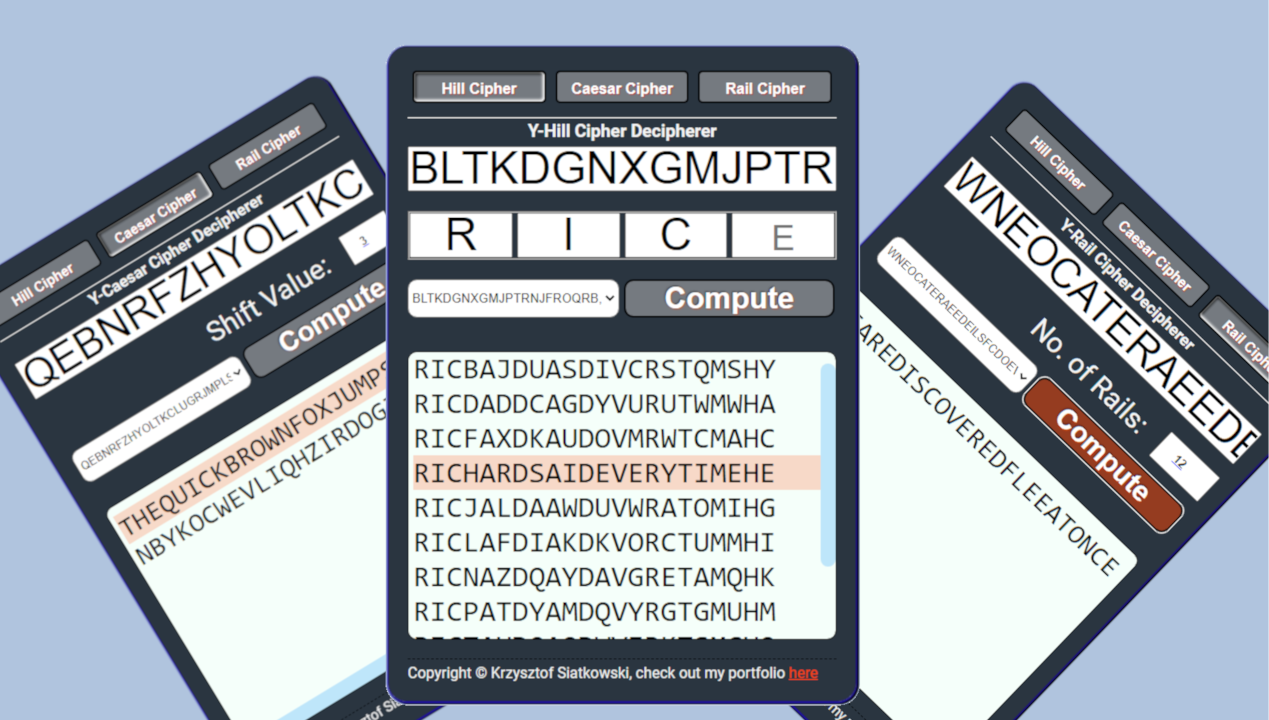 Hill Cipher
Caesar Cipher
Rail Cipher
Y-Caesar Cipher Decipherer
QEBNRFZHYOLTKC
Shift Value:
3
QEBNRFZHYOLTKCLUGRJMPLS
Compute
THEQUICKBROWNFOXJUMPS
NBYKOCWEVLIQHZIRDOG
Hill Cipher
Caesar Cipher
Rail Cipher
Y-Hill Cipher Decipherer
BLTKDGNXGMJPTR
R I C E
BLTKDGNXGMJPTRNJFROQRB,
Compute
RICBAJDUASDIVCRSTQMSHY
RICDADDCAGDYVURUTWMWHA
RICFAXDKAUDOVMRWTCMAHC
RICHARDSAIDEVERYTIMEHE
RICJALDAAWDUVWRATOMIHG
RICLAFDIAKDKVORCTUMMHI
RICNAZDQAYDAVGRETAMQHK
RICPATDYAMDQVYRGTGMUHM
Copyright © Krzysztof Siatkowski, check out my portfolio here
Hill Cipher
Caesar Cipher
Rail Cipher
Y-Rail Cipher Decipherer
WNEOCATERAEEDE
No. of Rails:
12
WNEOCATERAEEDEILSFCDOEI
Compute
AREDISCOVEREDFLEEATONCE